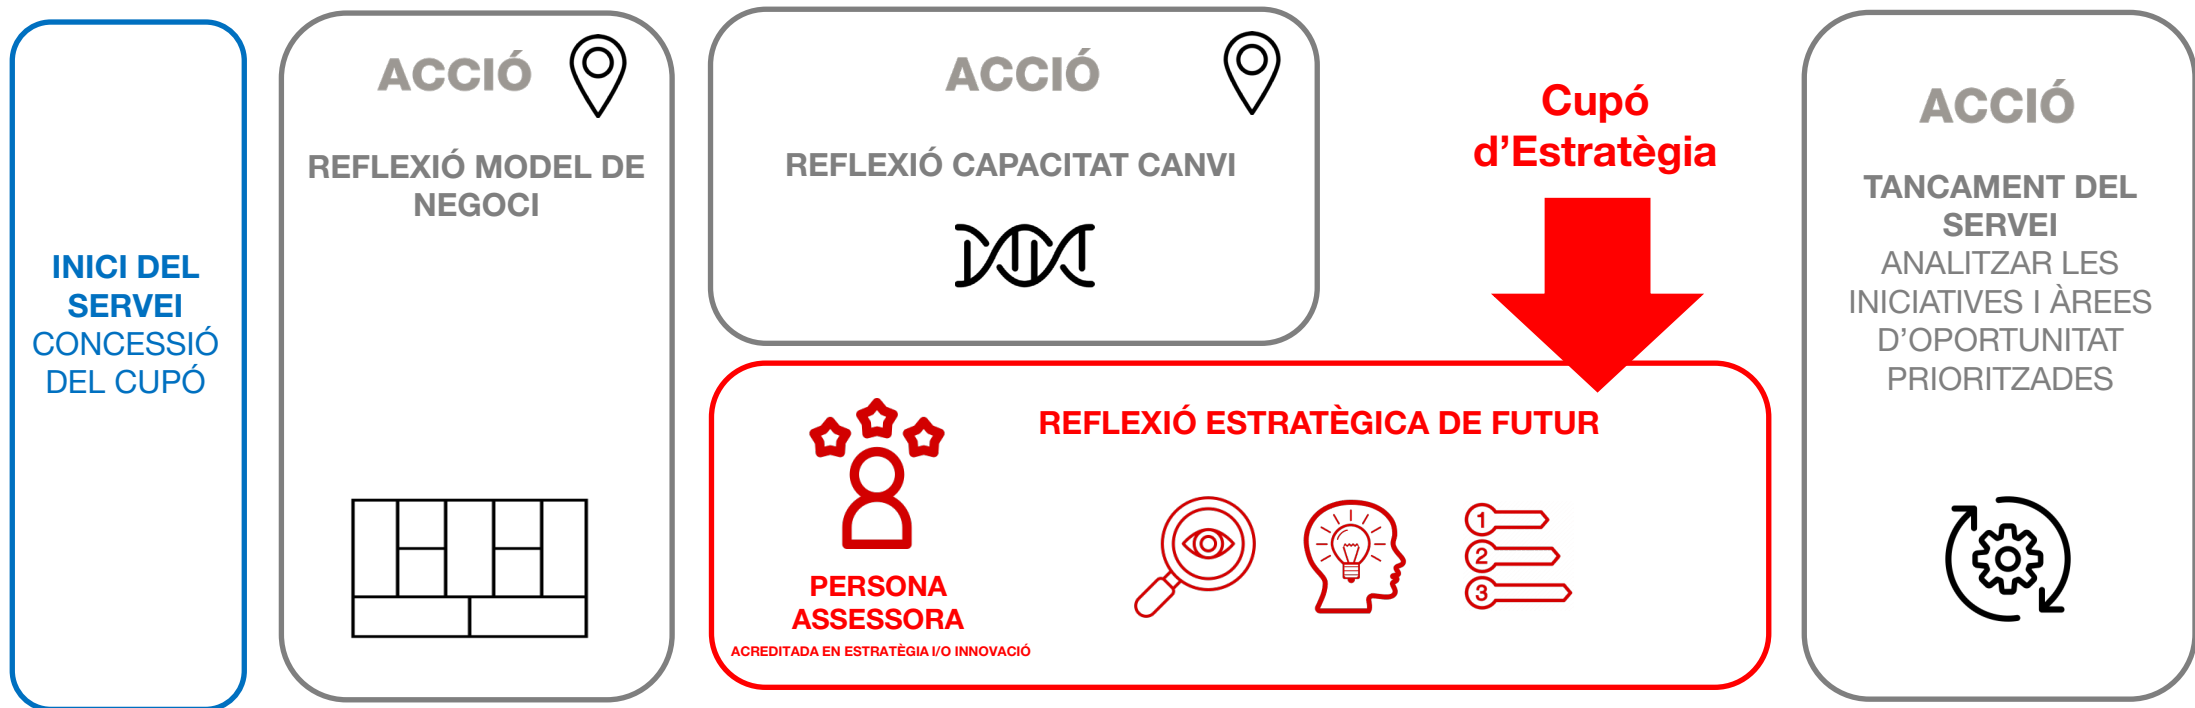 INICI DEL
SERVEI
CONCESSIÓ
DEL CUPÓ
ACCIÓ
REFLEXIÓ MODEL DE
NEGOCI
ACCIÓ
REFLEXIÓ CAPACITAT CANVI
Cupó
d’Estratègia
REFLEXIÓ ESTRATÈGICA DE FUTUR
PERSONA
ASSESSORA
ACREDITADA EN ESTRATÈGIA I/O INNOVACIÓ
1
2
3
ACCIÓ
TANCAMENT DEL
SERVEI
ANALITZAR LES
INICIATIVES I ÀREES
D’OPORTUNITAT
PRIORITZADES